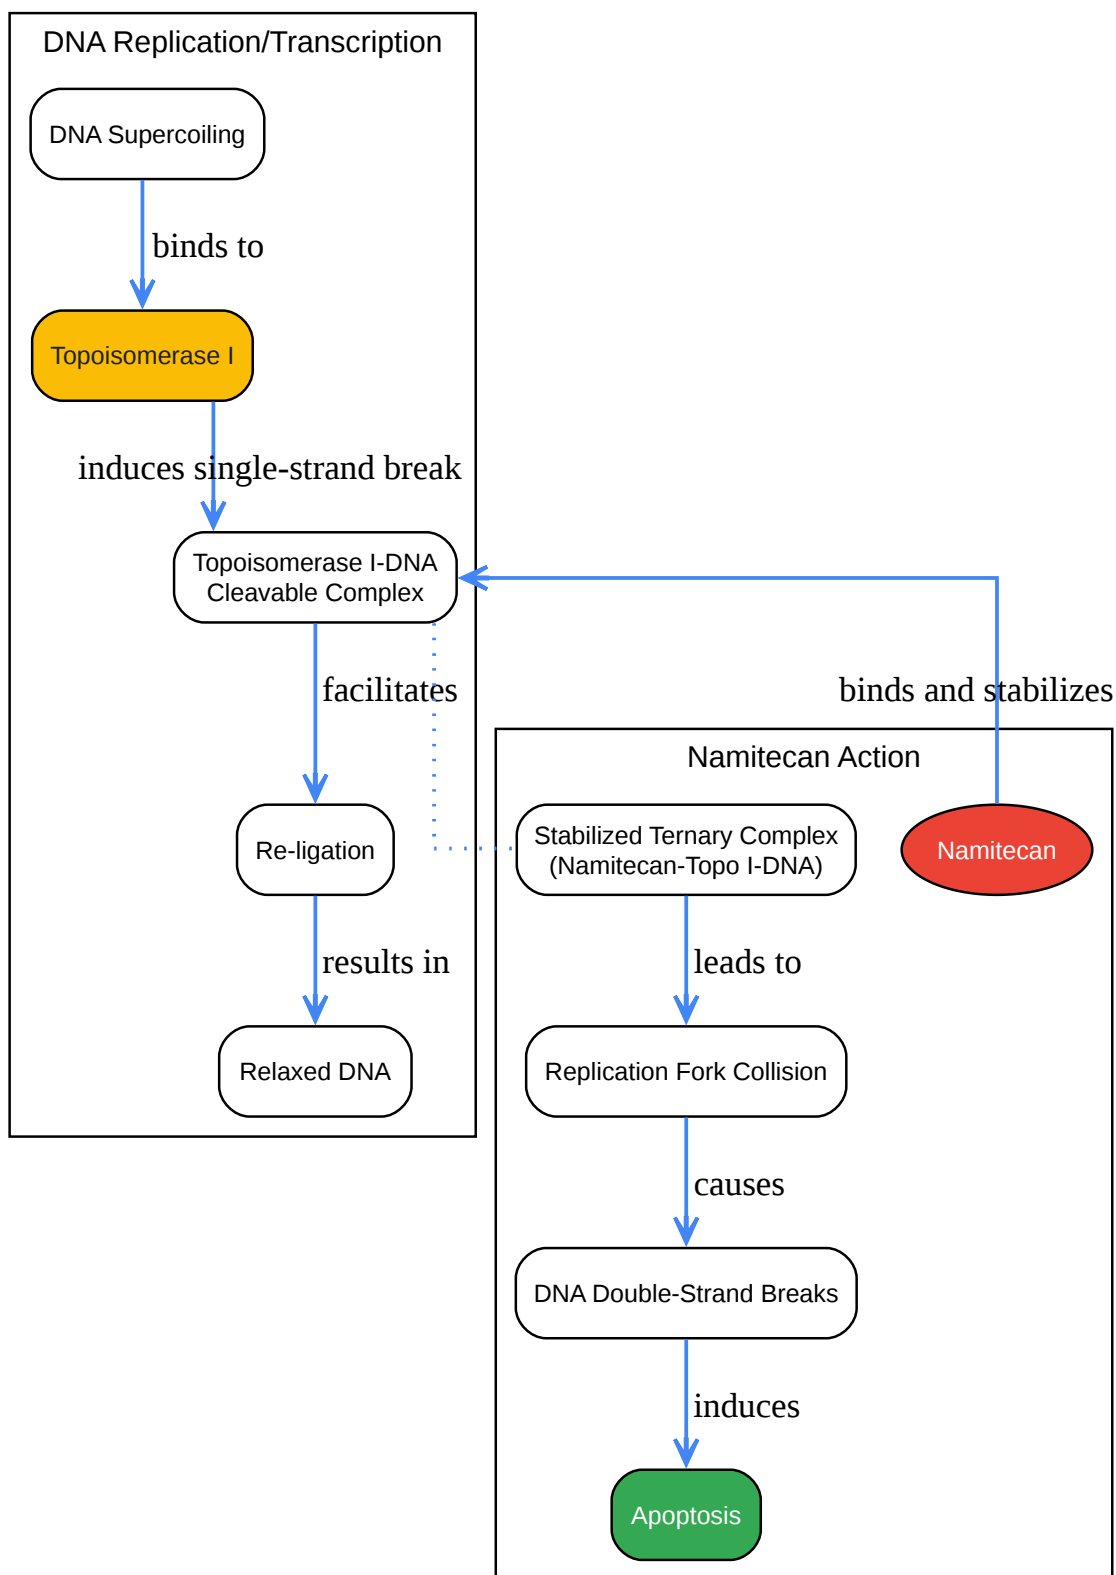 DNA Replication/Transcription
DNA Supercoiling
binds to
Topoisomerase I
induces single-strand break
Topoisomerase I-DNA
Cleavable Complex
facilitates
Re-ligation
results in
Relaxed DNA
binds and stabilizes
Namitecan Action
Stabilized Ternary Complex
(Namitecan-Topo I-DNA)
Namitecan
leads to
Replication Fork Collision
causes
DNA Double-Strand Breaks
induces
Apoptosis